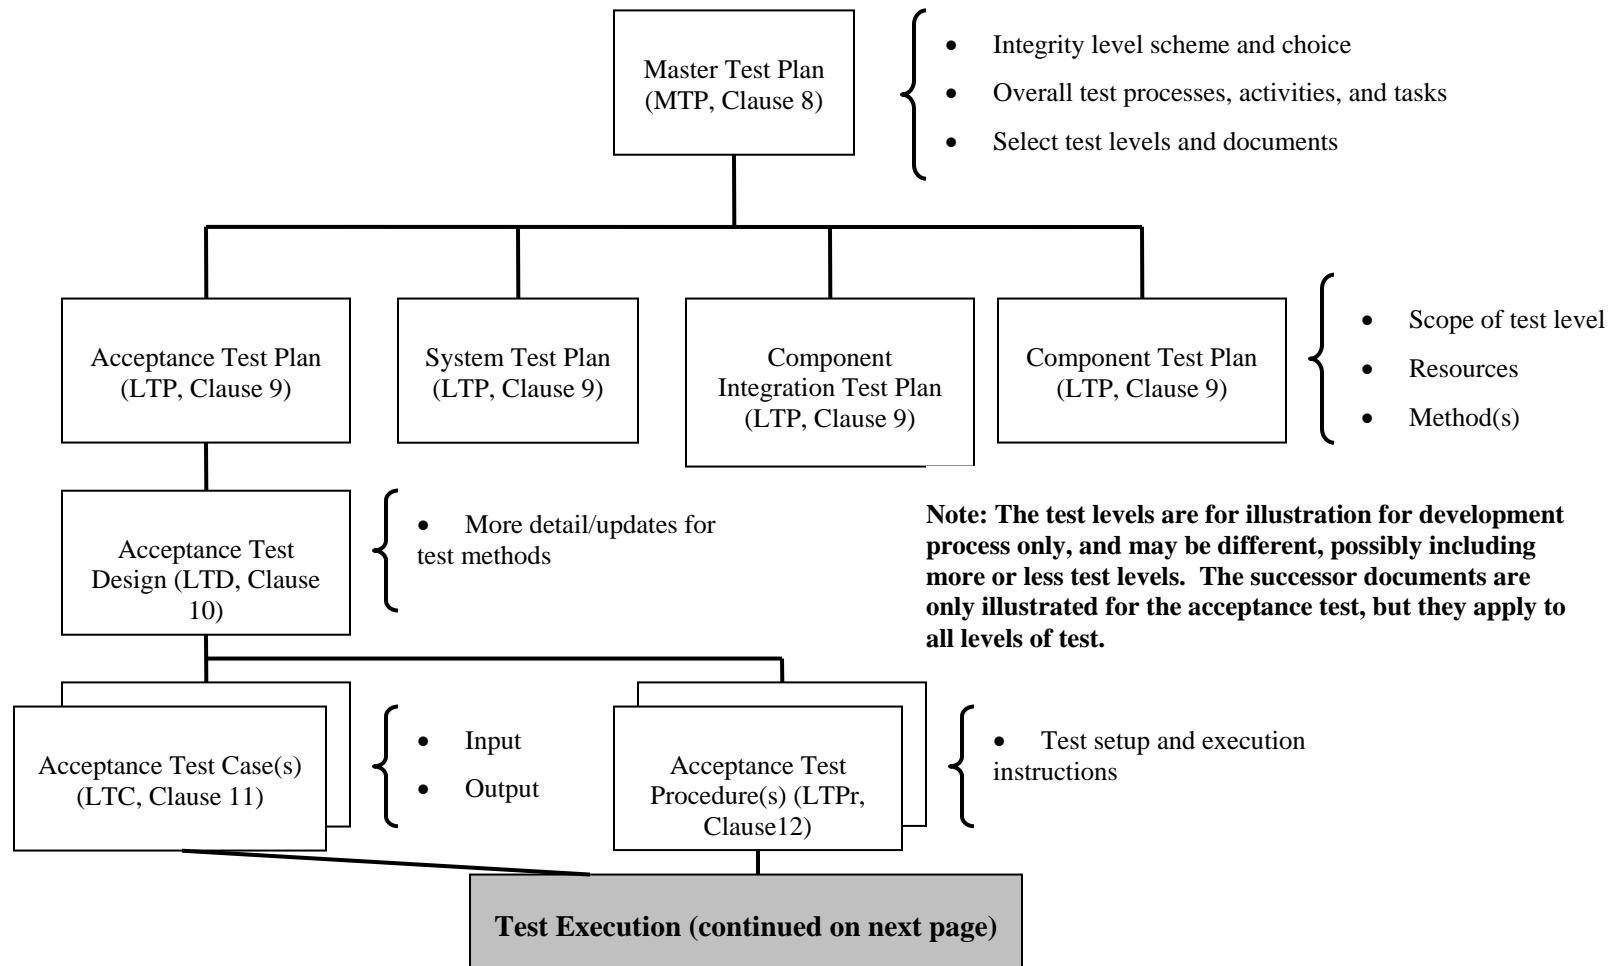 Master Test Plan
(MTP, Clause 8)
• Integrity level scheme and choice
• Overall test processes, activities, and tasks
• Select test levels and documents
Acceptance Test Plan
(LTP, Clause 9)
System Test Plan
(LTP, Clause 9)
Component
Integration Test Plan
(LTP, Clause 9)
Component Test Plan
(LTP, Clause 9)
• Scope of test level
• Resources
• Method(s)
Acceptance Test
Design (LTD, Clause
10)
• More detail/updates for
test methods
Note: The test levels are for illustration for development
process only, and may be different, possibly including
more or less test levels.  The successor documents are
only illustrated for the acceptance test, but they apply to
all levels of test.
Acceptance Test Case(s)
(LTC, Clause 11)
• Input
• Output
Acceptance Test
Procedure(s) (LTPr,
Clause12)
• Test setup and execution
instructions
Test Execution (continued on next page)